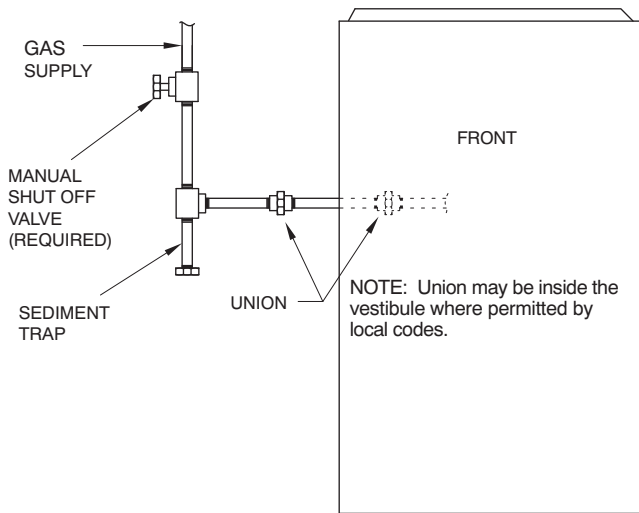 GAS
SUPPLY
FRONT
MANUAL
SHUT OFF
VALVE
(REQUIRED)
SEDIMENT
TRAP
UNION
NOTE: Union may be inside the
vestibule where permitted by
local codes.